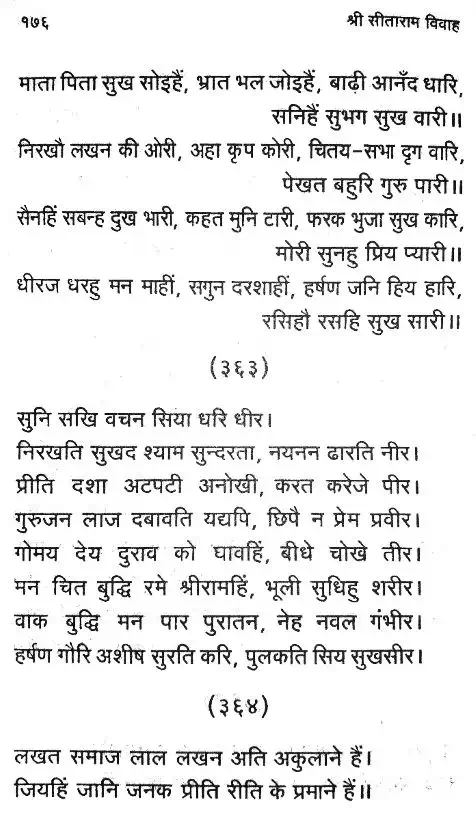 १७६ श्री सीताराम विवाह
माता पिता सुख सोइहैं, भ्रात भल जोइहैं, बाढ़ी आनँद धारि,
सनिहैं सुभग सुख वारी॥
निरखौ लखन की ओरी, अहा कृप कोरी, चितय-सभा दृग वारि,
पेखत बहुरि गुरु पारी॥
सैनहिं सबन्ह दुख भारी, कहत मुनि टारी, फरक भुजा सुख कारि,
मोरी सुनहु प्रिय प्यारी॥
धीरज धरहु मन माहीं, सगुन दरशाहीं, हर्षण जनि हिय हारि,
रसिहौ रसहि सुख सारी॥
(३६३)
सुनि सखि वचन सिया धरि धीर।
निरखति सुखद श्याम सुन्दरता, नयनन ढारति नीर।
प्रीति दशा अटपटी अनोखी, करत करेजे पीर।
गुरुजन लाज दबावति यद्यपि, छिपै न प्रेम प्रवीर।
गोमय देय दुराव को घावहिं, बीधे चोखे तीर।
मन चित बुद्धि रमे श्रीरामहिं, भूली सुधिहु शरीर।
वाक बुद्धि मन पार पुरातन, नेह नवल गंभीर।
हर्षण गौरि अशीष सुरति करि, पुलकति सिय सुखसीर।
(३६४)
लखत समाज लाल लखन अति अकुलाने हैं।
जियहिं जानि जनक प्रीति रीति के प्रमाने हैं॥